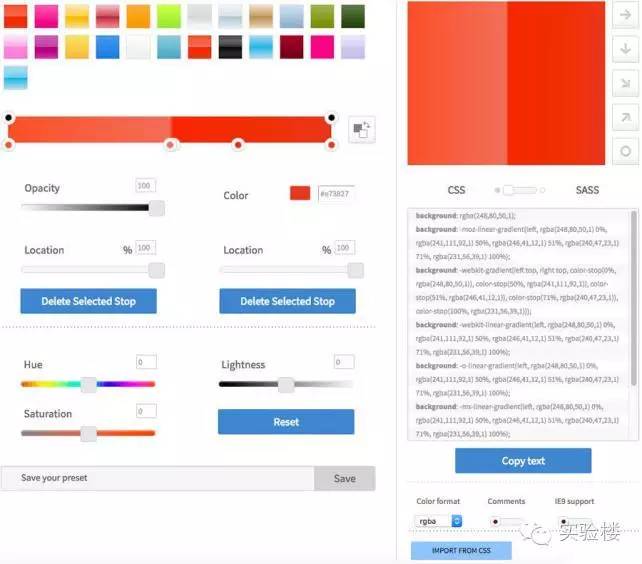 Opacity
100
Color
#e73827
Location
%
100
Location
%
100
Delete Selected Stop
Delete Selected Stop
Hue
0
Lightness
0
Saturation
0
Reset
Save your preset
Save
CSS
SASS
background: rgba(248,80,50,1);
background: -moz-linear-gradient(left, rgba(248,80,50,1) 0%,
rgba(241,111,92,1) 50%, rgba(246,41,12,1) 51%, rgba(240,47,23,1)
71%, rgba(231,56,39,1) 100%);
background: -webkit-gradient(left top, right top, color-stop(0%,
rgba(248,80,50,1)), color-stop(50%, rgba(241,111,92,1)), color-
stop(51%, rgba(246,41,12,1)), color-stop(71%, rgba(240,47,23,1)),
color-stop(100%, rgba(231,56,39,1)));
background: -webkit-linear-gradient(left, rgba(248,80,50,1) 0%,
rgba(241,111,92,1) 50%, rgba(246,41,12,1) 51%, rgba(240,47,23,1)
71%, rgba(231,56,39,1) 100%);
background: -o-linear-gradient(left, rgba(248,80,50,1) 0%,
rgba(241,111,92,1) 50%, rgba(246,41,12,1) 51%, rgba(240,47,23,1)
71%, rgba(231,56,39,1) 100%);
background: -ms-linear-gradient(left, rgba(248,80,50,1) 0%,
rgba(241,111,92,1) 50%, rgba(246,41,12,1) 51%, rgba(240,47,23,1)
71%, rgba(231,56,39,1) 100%);
Copy text
Color format
Comments
IE9 support
rgba
实验楼
IMPORT FROM CSS